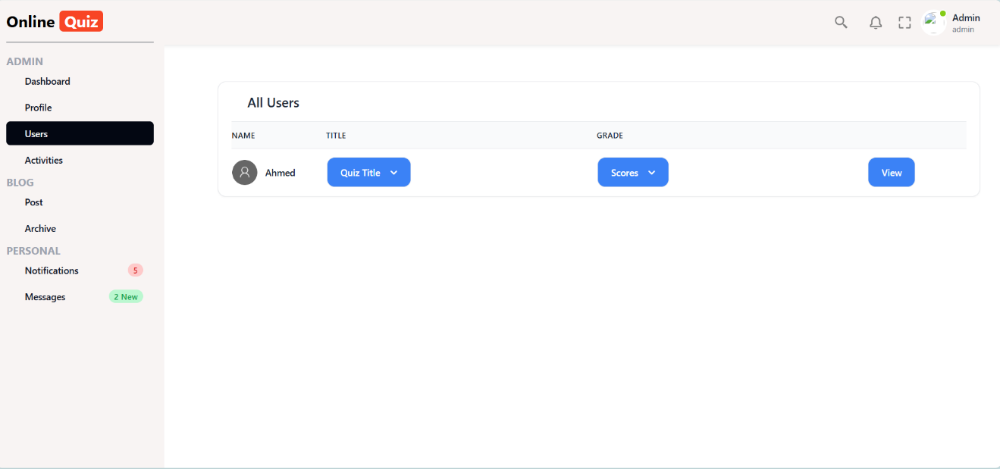 Online Quiz
Admin
admin
ADMIN
Dashboard
Profile
Users
Activities
BLOG
Post
Archive
PERSONAL
Notifications 5
Messages 2 New
All Users
NAME TITLE GRADE
Ahmed Quiz Title Scores View